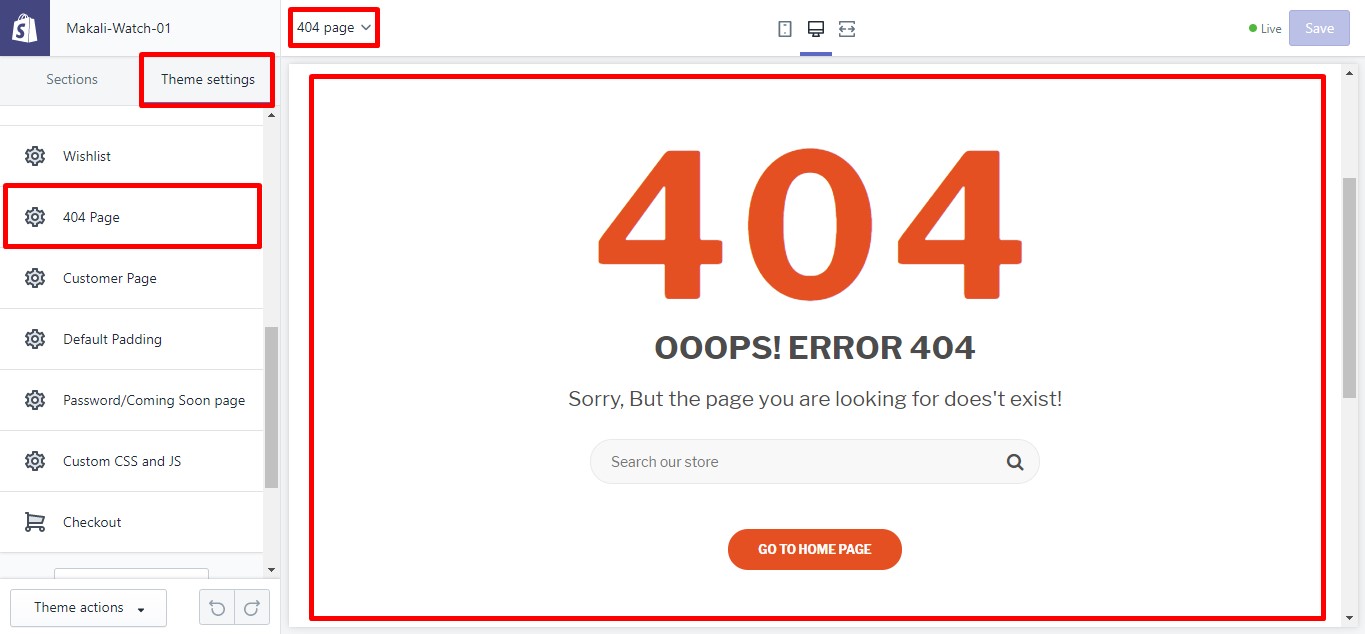 Makali-Watch-01
404 page
Live
Save
Sections
Theme settings
Wishlist
404 Page
Customer Page
Default Padding
Password/Coming Soon page
Custom CSS and JS
Checkout
Theme actions
404
OOOPS! ERROR 404
Sorry, But the page you are looking for does't exist!
Search our store
GO TO HOME PAGE